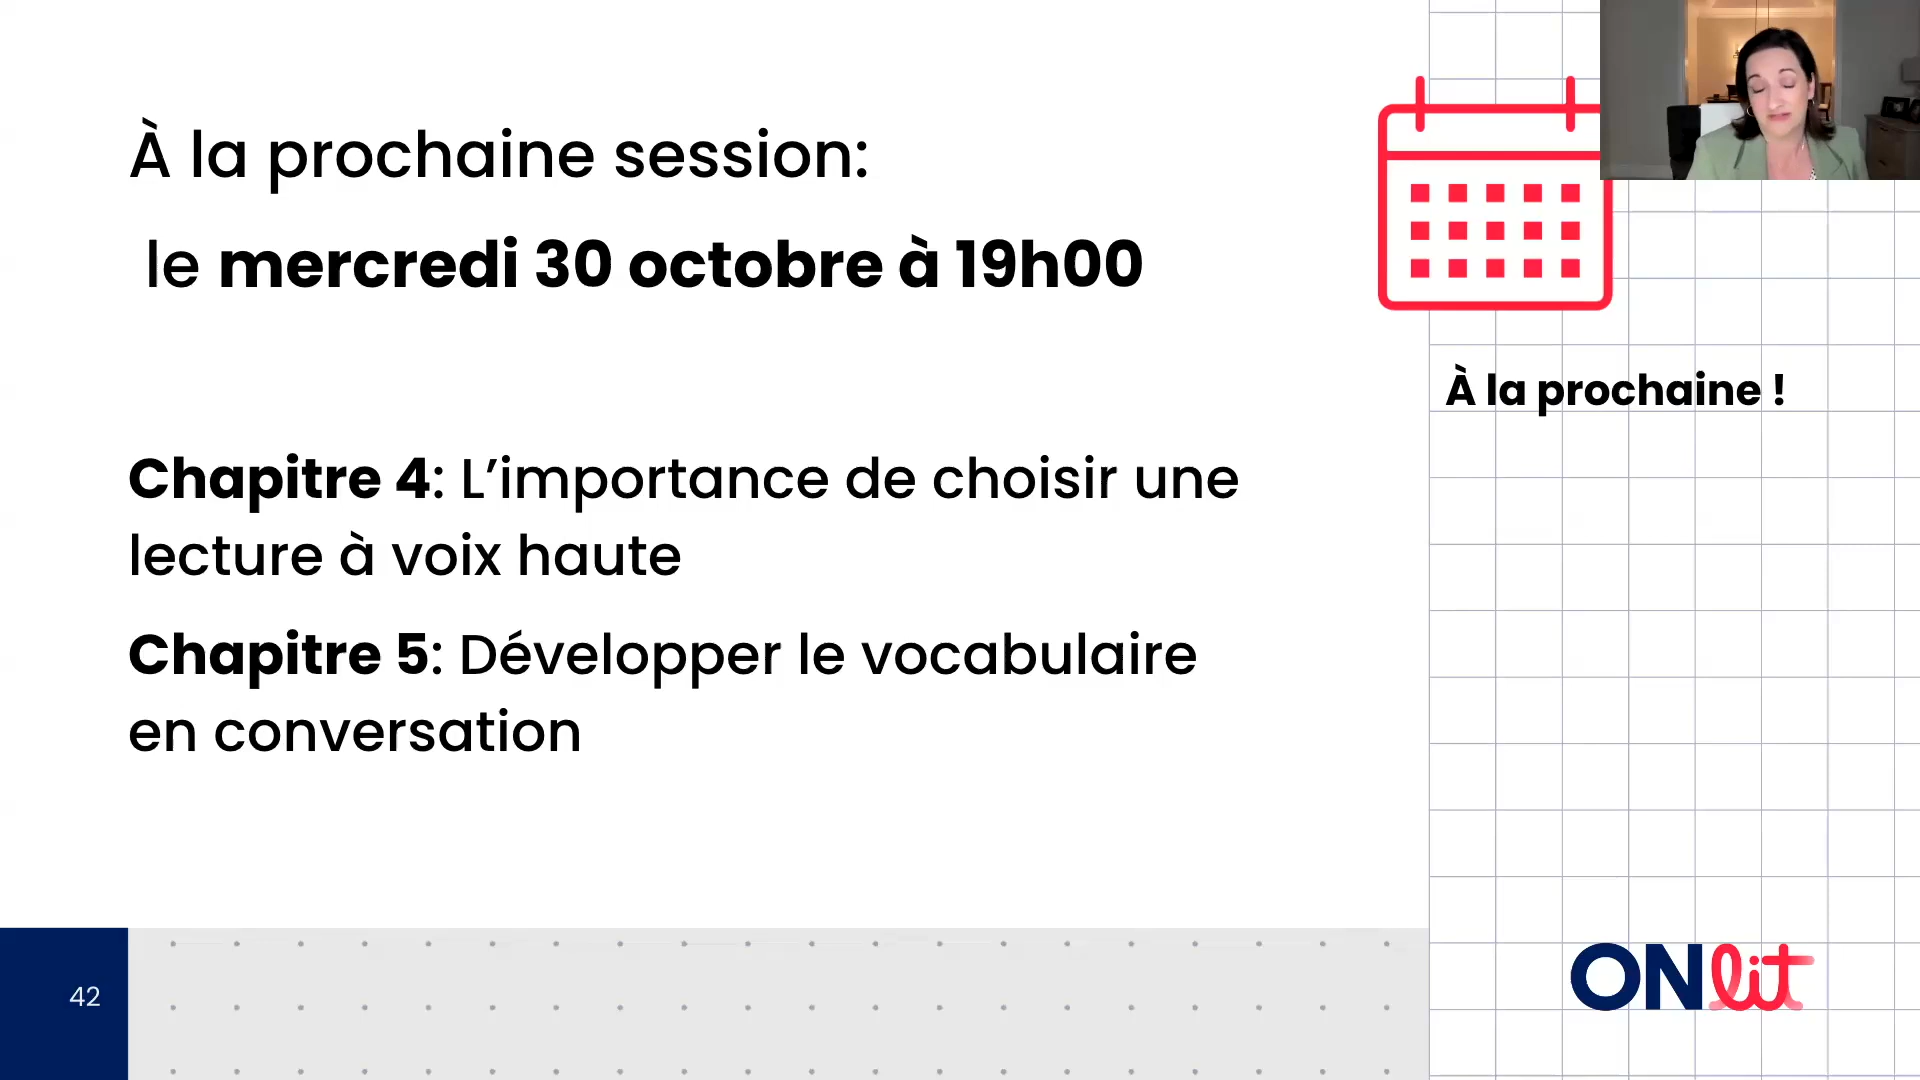 À la prochaine session:
le mercredi 30 octobre à 19h00
À la prochaine !
Chapitre 4: L’importance de choisir une
lecture à voix haute
Chapitre 5: Développer le vocabulaire
en conversation
42
ONlit